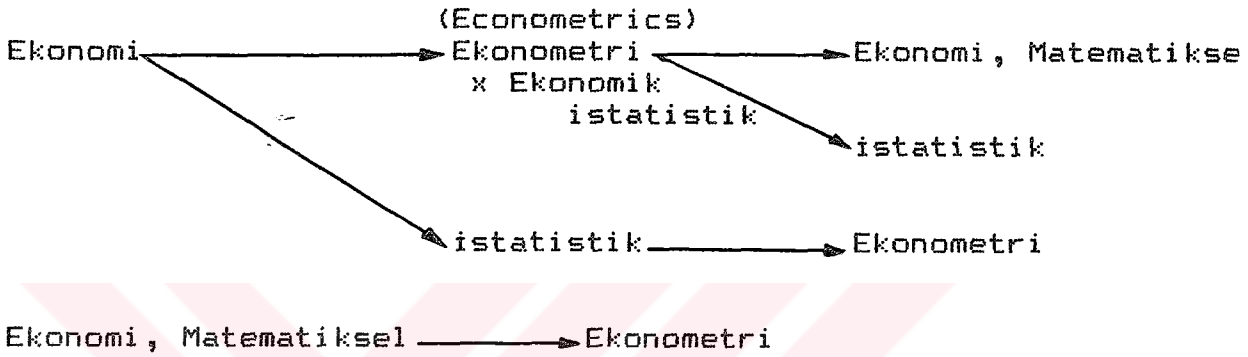 (Econometrics)
Ekonomi Ekonometri Ekonomi, Matematikse
x Ekonomik
istatistik
istatistik
istatistik Ekonometri
Ekonomi, Matematiksel Ekonometri